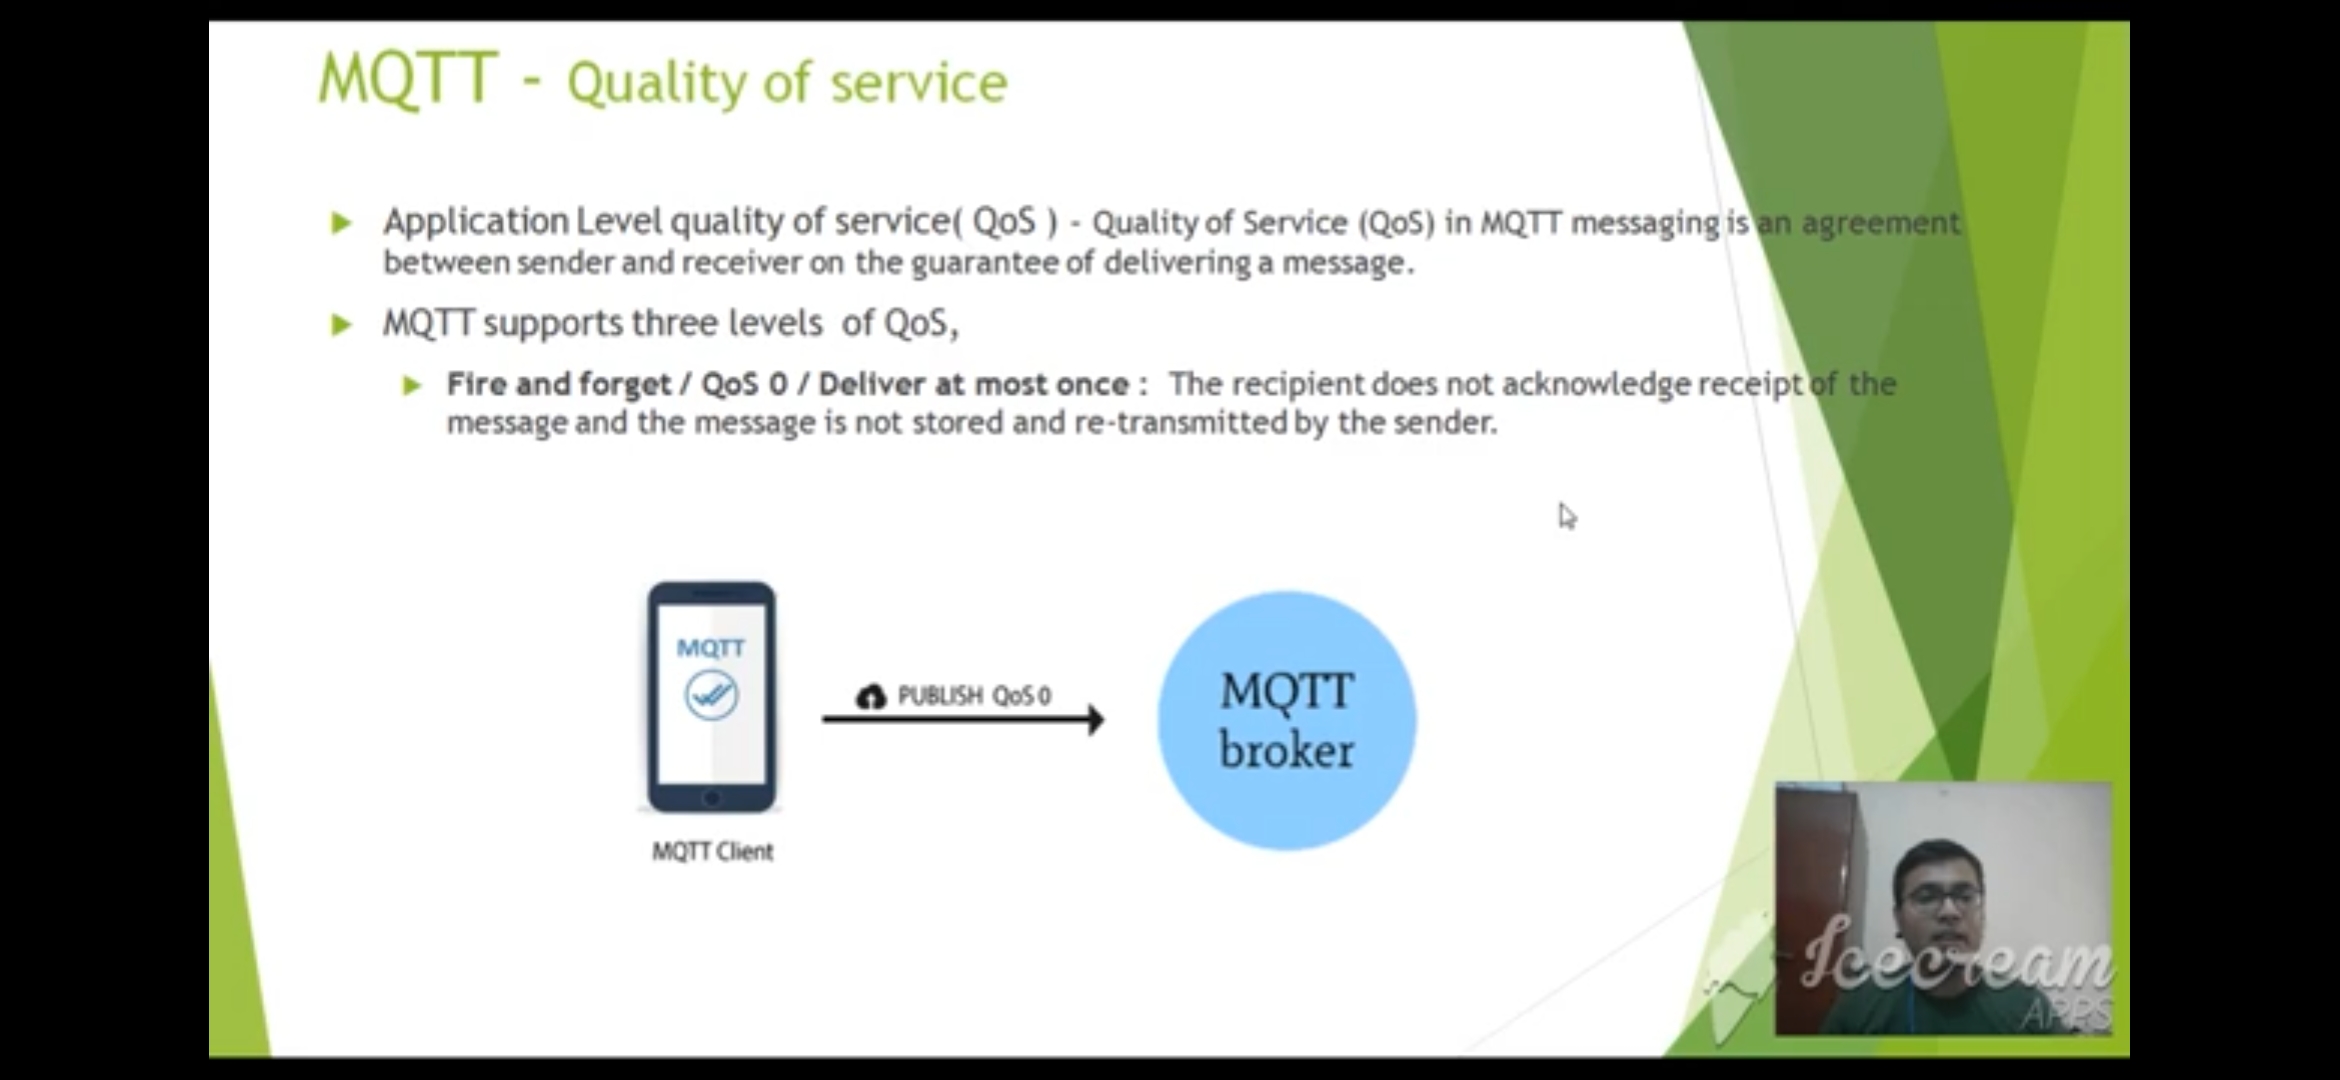 MQTT - Quality of service
Application Level quality of service( QoS ) - Quality of Service (QoS) in MQTT messaging is an agreement
between sender and receiver on the guarantee of delivering a message.
MQTT supports three levels of QoS,
Fire and forget / QoS 0 / Deliver at most once : The recipient does not acknowledge receipt of the
message and the message is not stored and re-transmitted by the sender.
MQTT
PUBLISH QoS 0
MQTT
broker
MQTT Client
Icecream
APPS